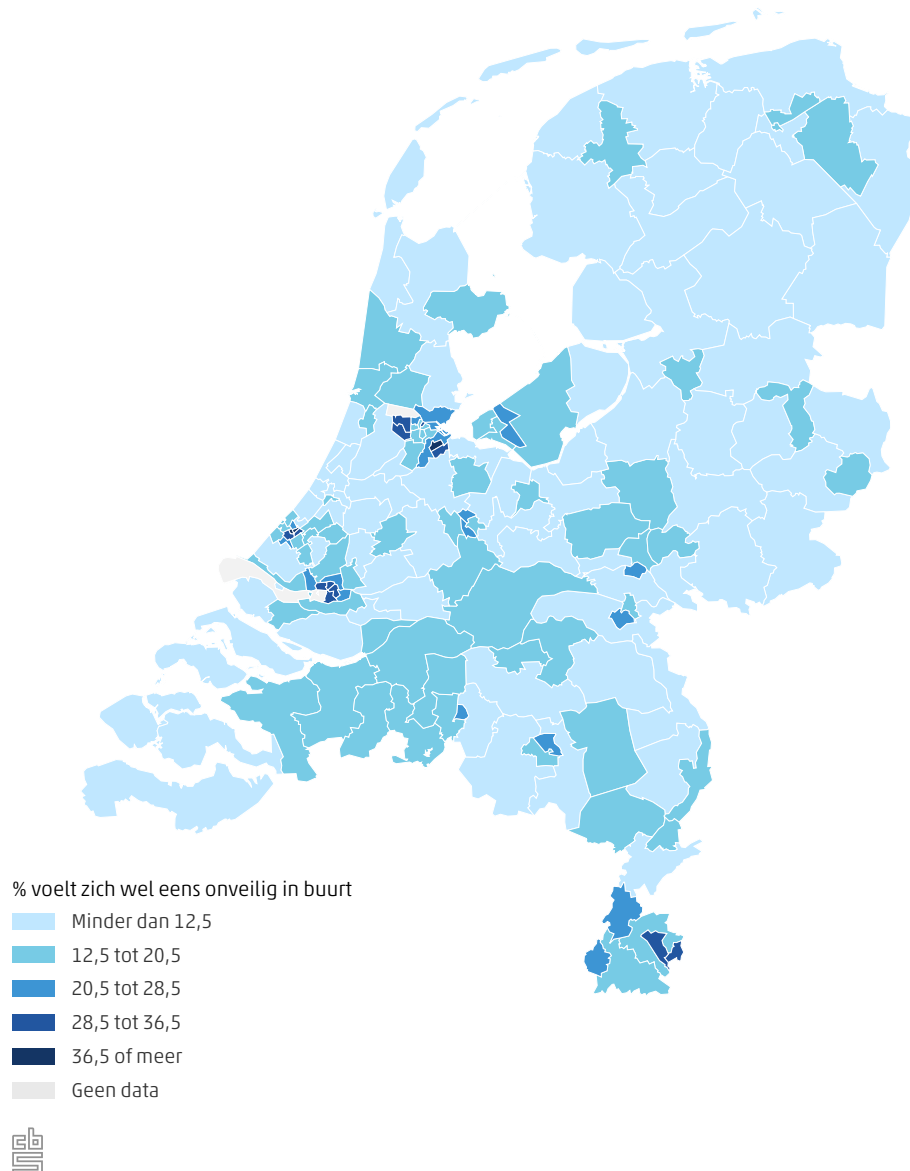 % voelt zich wel eens onveilig in buurt
Minder dan 12,5
12,5 tot 20,5
20,5 tot 28,5
28,5 tot 36,5
36,5 of meer
Geen data
cbs